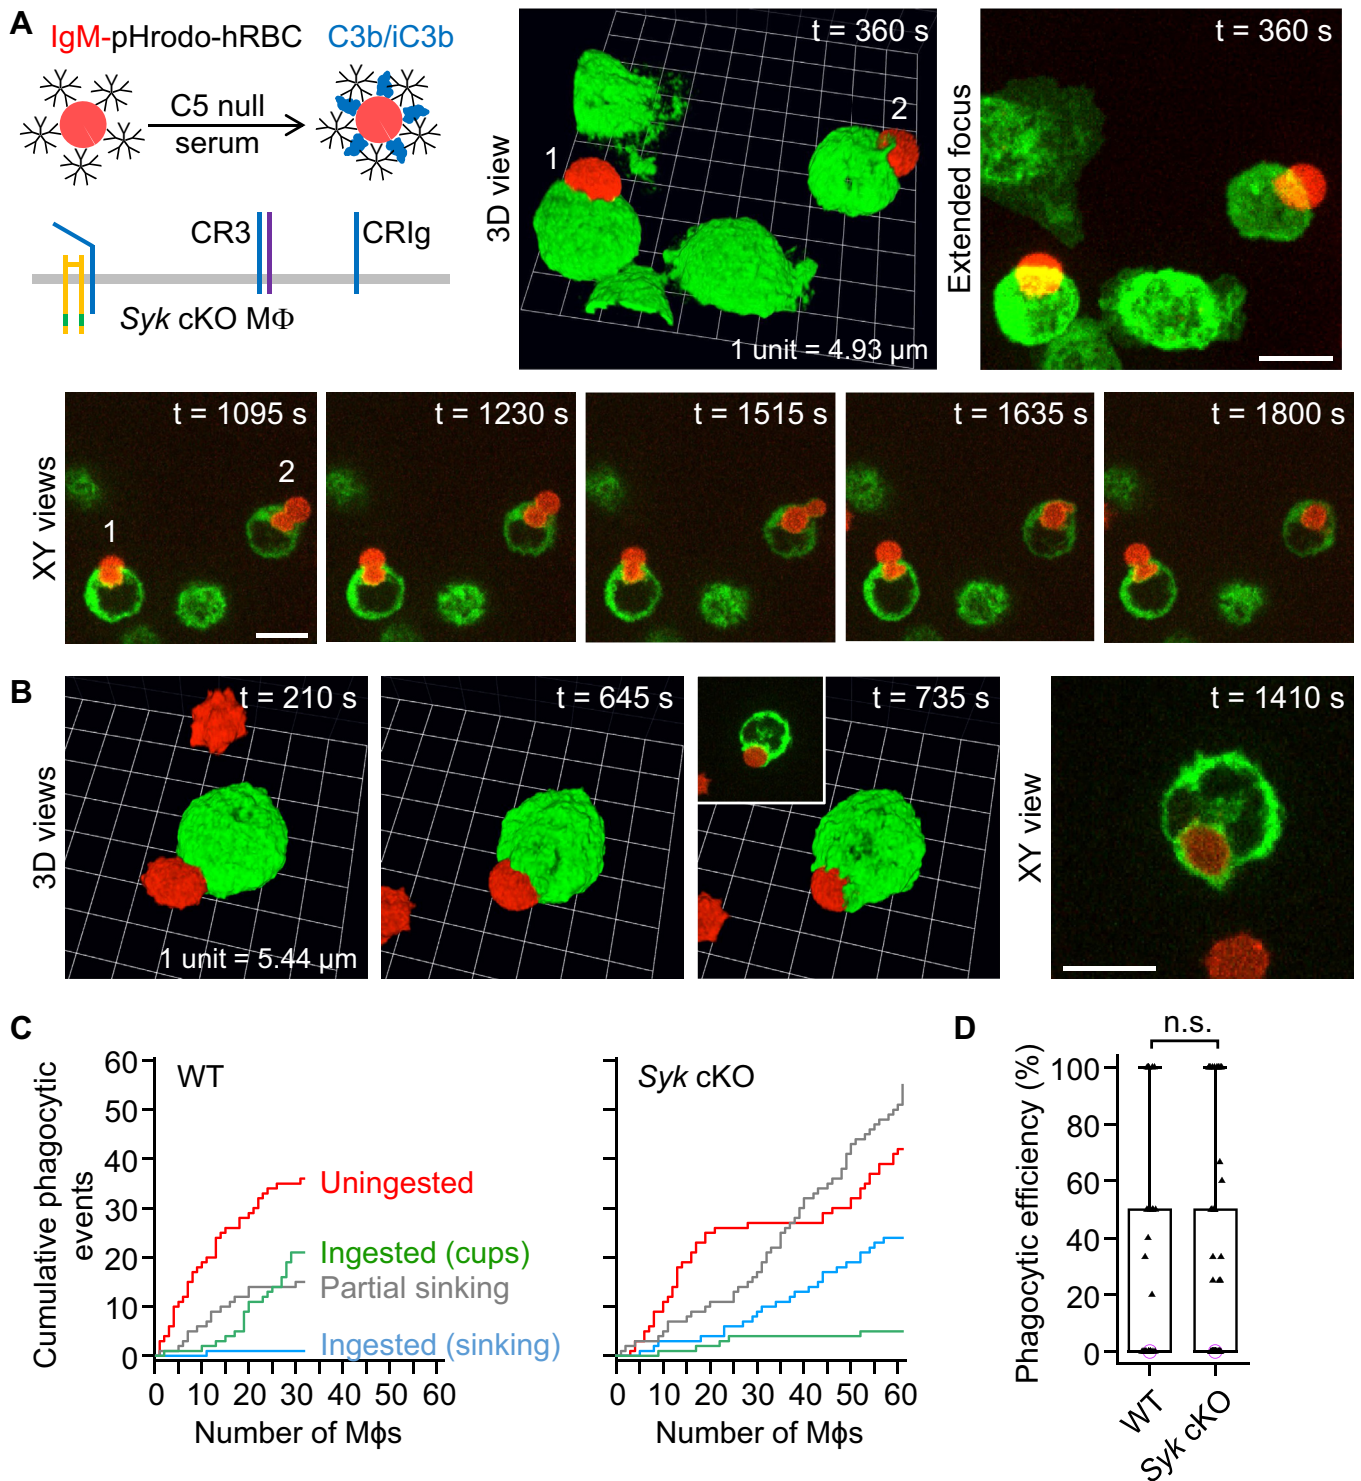 A
IgM-pHrodo-hRBC C3b/iC3b
C5 null
serum
CR3
CRIg
Syk cKO MΦ
3D view
t = 360 s
1
2
1 unit = 4.93 µm
Extended focus
t = 360 s
XY views
t = 1095 s
1
2
t = 1230 s
t = 1515 s
t = 1635 s
t = 1800 s
B
3D views
t = 210 s
1 unit = 5.44 µm
t = 645 s
t = 735 s
XY view
t = 1410 s
C
Cumulative phagocytic
events
60
50
40
30
20
10
0
WT
Uningested
Ingested (cups)
Partial sinking
Ingested (sinking)
0 10 20 30 40 50 60
Number of Mϕs
Syk cKO
0 10 20 30 40 50 60
Number of Mϕs
D
n.s.
Phagocytic efficiency (%)
100
80
60
40
20
0
WT
Syk cKO